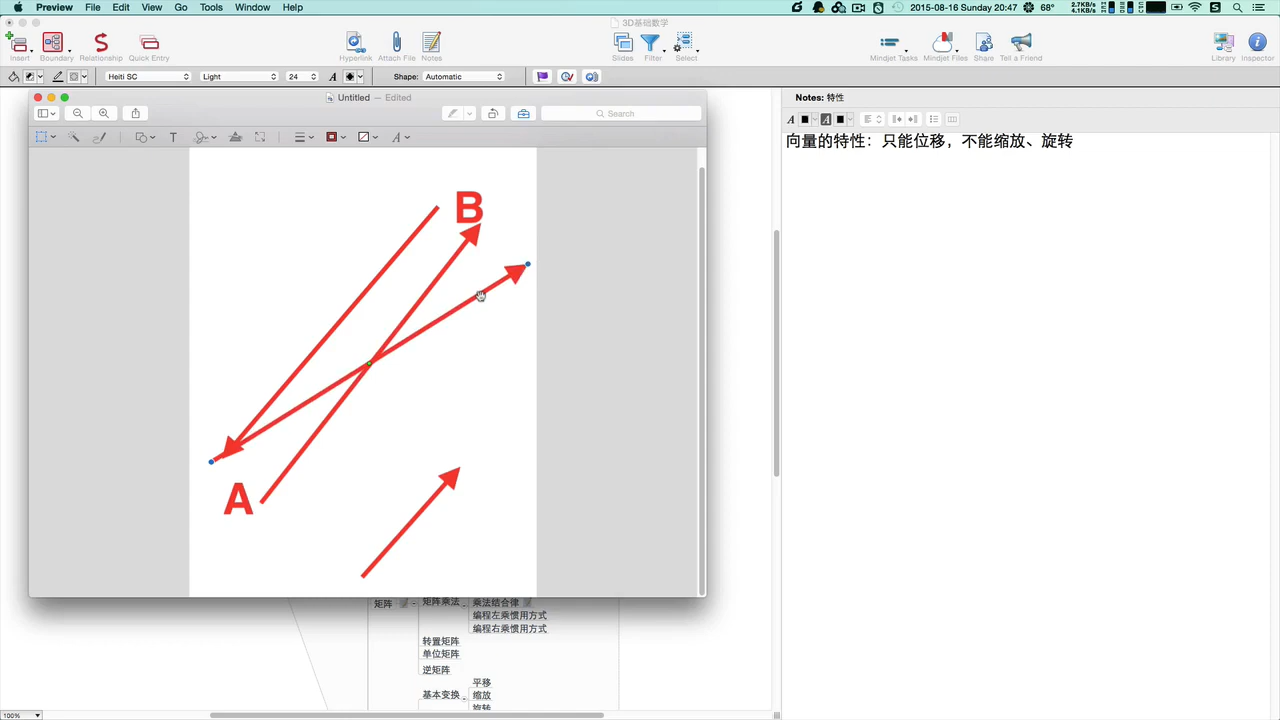 Preview File Edit View Go Tools Window Help
2.7KB/s
4.1KB/s
2015-08-16 Sunday 20:47
68°
3D基础数学
Insert Boundary Relationship Quick Entry Hyperlink Attach File Notes Slides Filter Select Mindjet Tasks Mindjet Files Share Tell a Friend Library Inspector
Heiti SC Light 24 A Shape: Automatic
Untitled — Edited
Search
Notes: 特性
向量的特性：只能位移，不能缩放、旋转
B
A
矩阵
矩阵乘法
乘法结合律
编程左乘惯用方式
编程右乘惯用方式
转置矩阵
单位矩阵
逆矩阵
基本变换
平移
缩放
旋转
100%